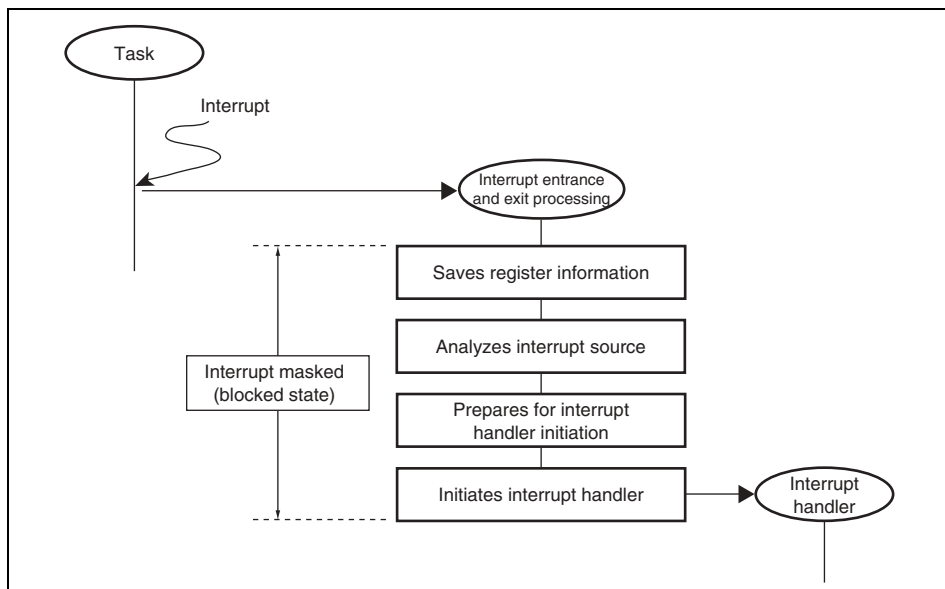 Task
Interrupt
Interrupt entrance
and exit processing
Saves register information
Analyzes interrupt source
Interrupt masked
(blocked state)
Prepares for interrupt
handler initiation
Initiates interrupt handler
Interrupt
handler